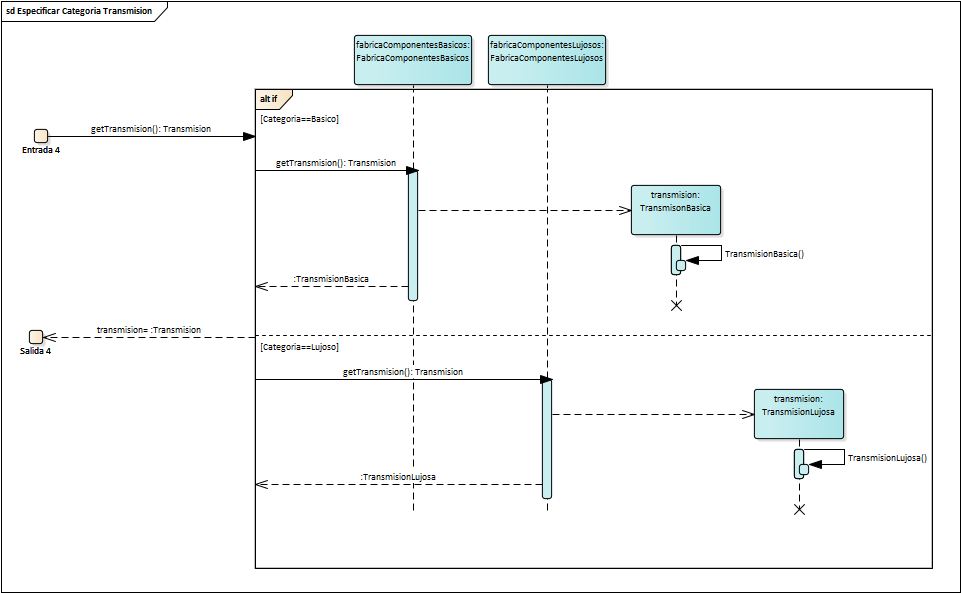 sd Especificar Categoria Transmision
fabricaComponentesBasicos:
FabricaComponentesBasicos
fabricaComponentesLujosos:
FabricaComponentesLujosos
alt if
[Categoria==Basico]
getTransmision(): Transmision
Entrada 4
getTransmision(): Transmision
transmision:
TransmisonBasica
TransmisionBasica()
:TransmisionBasica
transmision= :Transmision
Salida 4
[Categoria==Lujoso]
getTransmision(): Transmision
transmision:
TransmisionLujosa
TransmisionLujosa()
:TransmisionLujosa